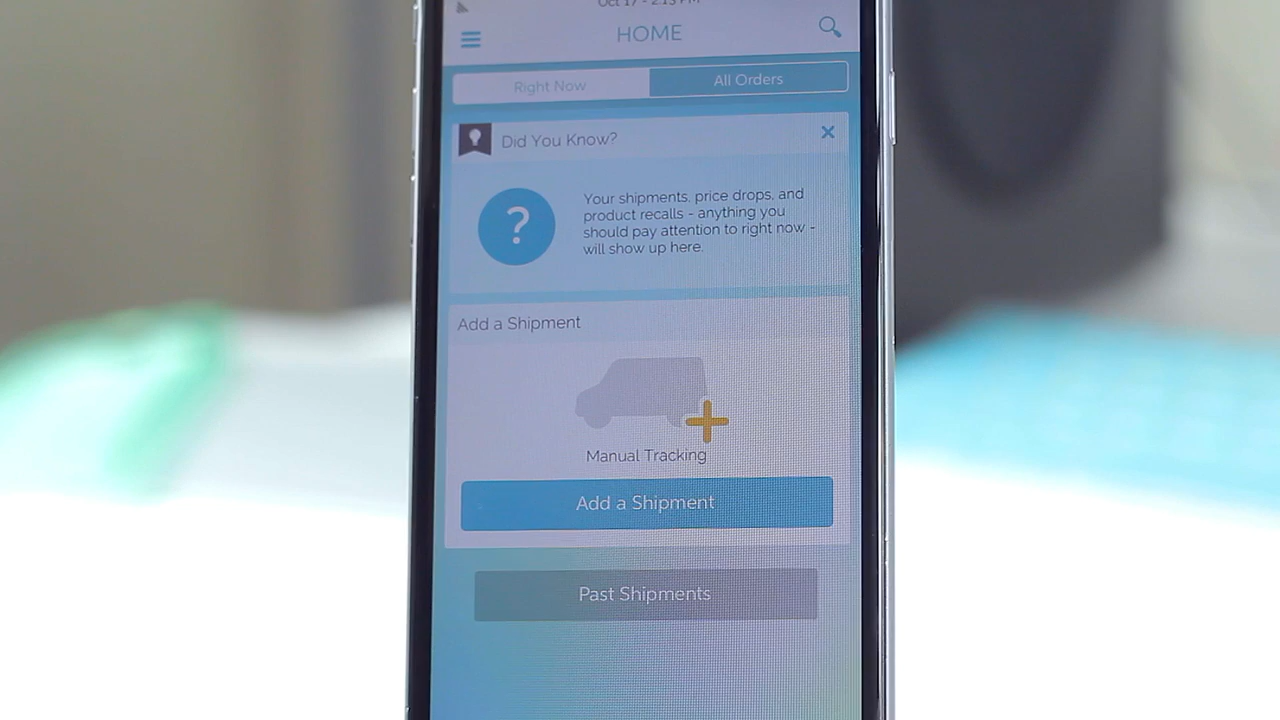 Oct 17 - 2:13 PM
HOME
Right Now
All Orders
Did You Know?
?
Your shipments, price drops, and
product recalls - anything you
should pay attention to right now -
will show up here.
Add a Shipment
Manual Tracking
Add a Shipment
Past Shipments